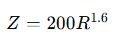 Z = 200R^{1.6}